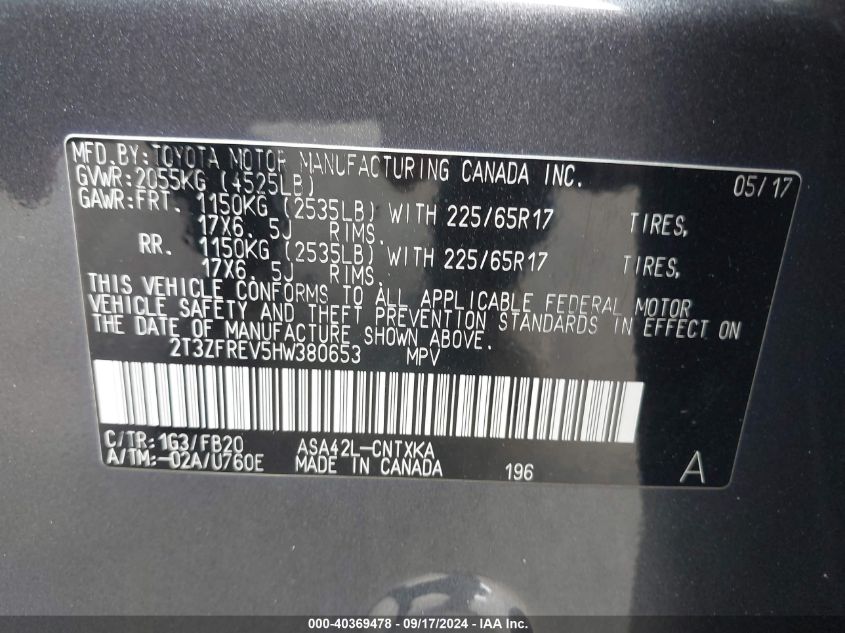 MFD.BY:TOYOTA MOTOR MANUFACTURING CANADA INC. 05/17
GVWR:2055KG (4525LB)
GAWR:FRT. 1150KG (2535LB) WITH 225/65R17 TIRES,
17X6. 5J RIMS.
RR. 1150KG (2535LB) WITH 225/65R17 TIRES,
17X6. 5J RIMS.
THIS VEHICLE CONFORMS TO ALL APPLICABLE FEDERAL MOTOR
VEHICLE SAFETY AND THEFT PREVENTION STANDARDS IN EFFECT ON
THE DATE OF MANUFACTURE SHOWN ABOVE.
2T3ZFREV5HW380653 MPV
C/TR:1G3/FB20 ASA42L-CNTXKA
A/TM:-02A/U760E MADE IN CANADA 196 A
000-40369478 - 09/17/2024 - WWW.IAAI.COM